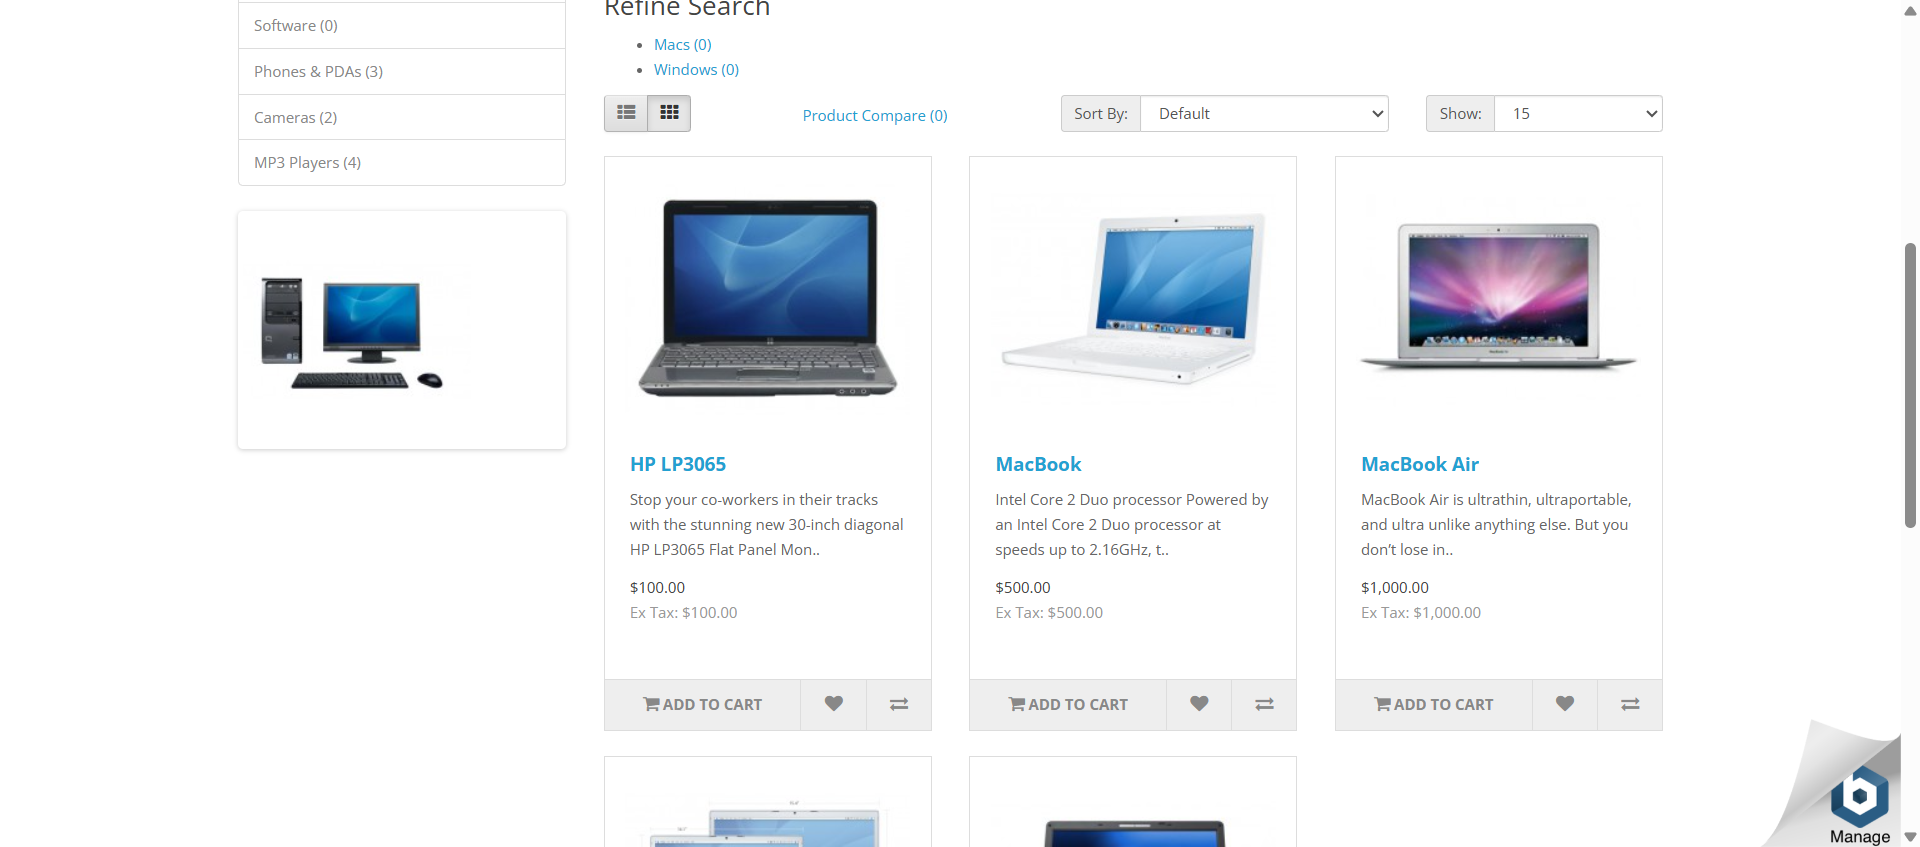 Software (0)
Phones & PDAs (3)
Cameras (2)
MP3 Players (4)
Refine Search
Macs (0)
Windows (0)
Product Compare (0)
Sort By:
Default
Show:
15
HP LP3065
Stop your co-workers in their tracks
with the stunning new 30-inch diagonal
HP LP3065 Flat Panel Mon..
$100.00
Ex Tax: $100.00
ADD TO CART
MacBook
Intel Core 2 Duo processor Powered by
an Intel Core 2 Duo processor at
speeds up to 2.16GHz, t..
$500.00
Ex Tax: $500.00
ADD TO CART
MacBook Air
MacBook Air is ultrathin, ultraportable,
and ultra unlike anything else. But you
don’t lose in..
$1,000.00
Ex Tax: $1,000.00
ADD TO CART
Manage